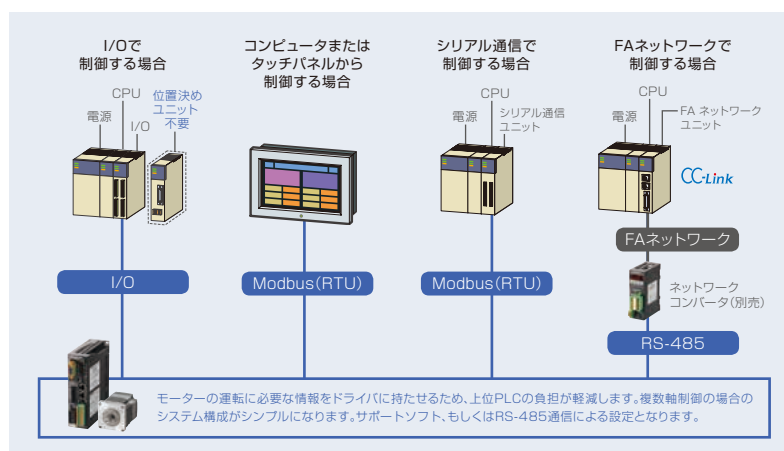 I/Oで
制御する場合
CPU
電源
I/O
位置決め
ユニット
不要
I/O
コンピュータまたは
タッチパネルから
制御する場合
Modbus(RTU)
シリアル通信で
制御する場合
CPU
電源
シリアル通信
ユニット
Modbus(RTU)
FAネットワークで
制御する場合
CPU
電源
FA ネットワーク
ユニット
CC-Link
FAネットワーク
ネットワーク
コンバータ(別売)
RS-485
モーターの運転に必要な情報をドライバに持たせるため、上位PLCの負担が軽減します。複数軸制御の場合の
システム構成がシンプルになります。サポートソフト、もしくはRS-485通信による設定となります。